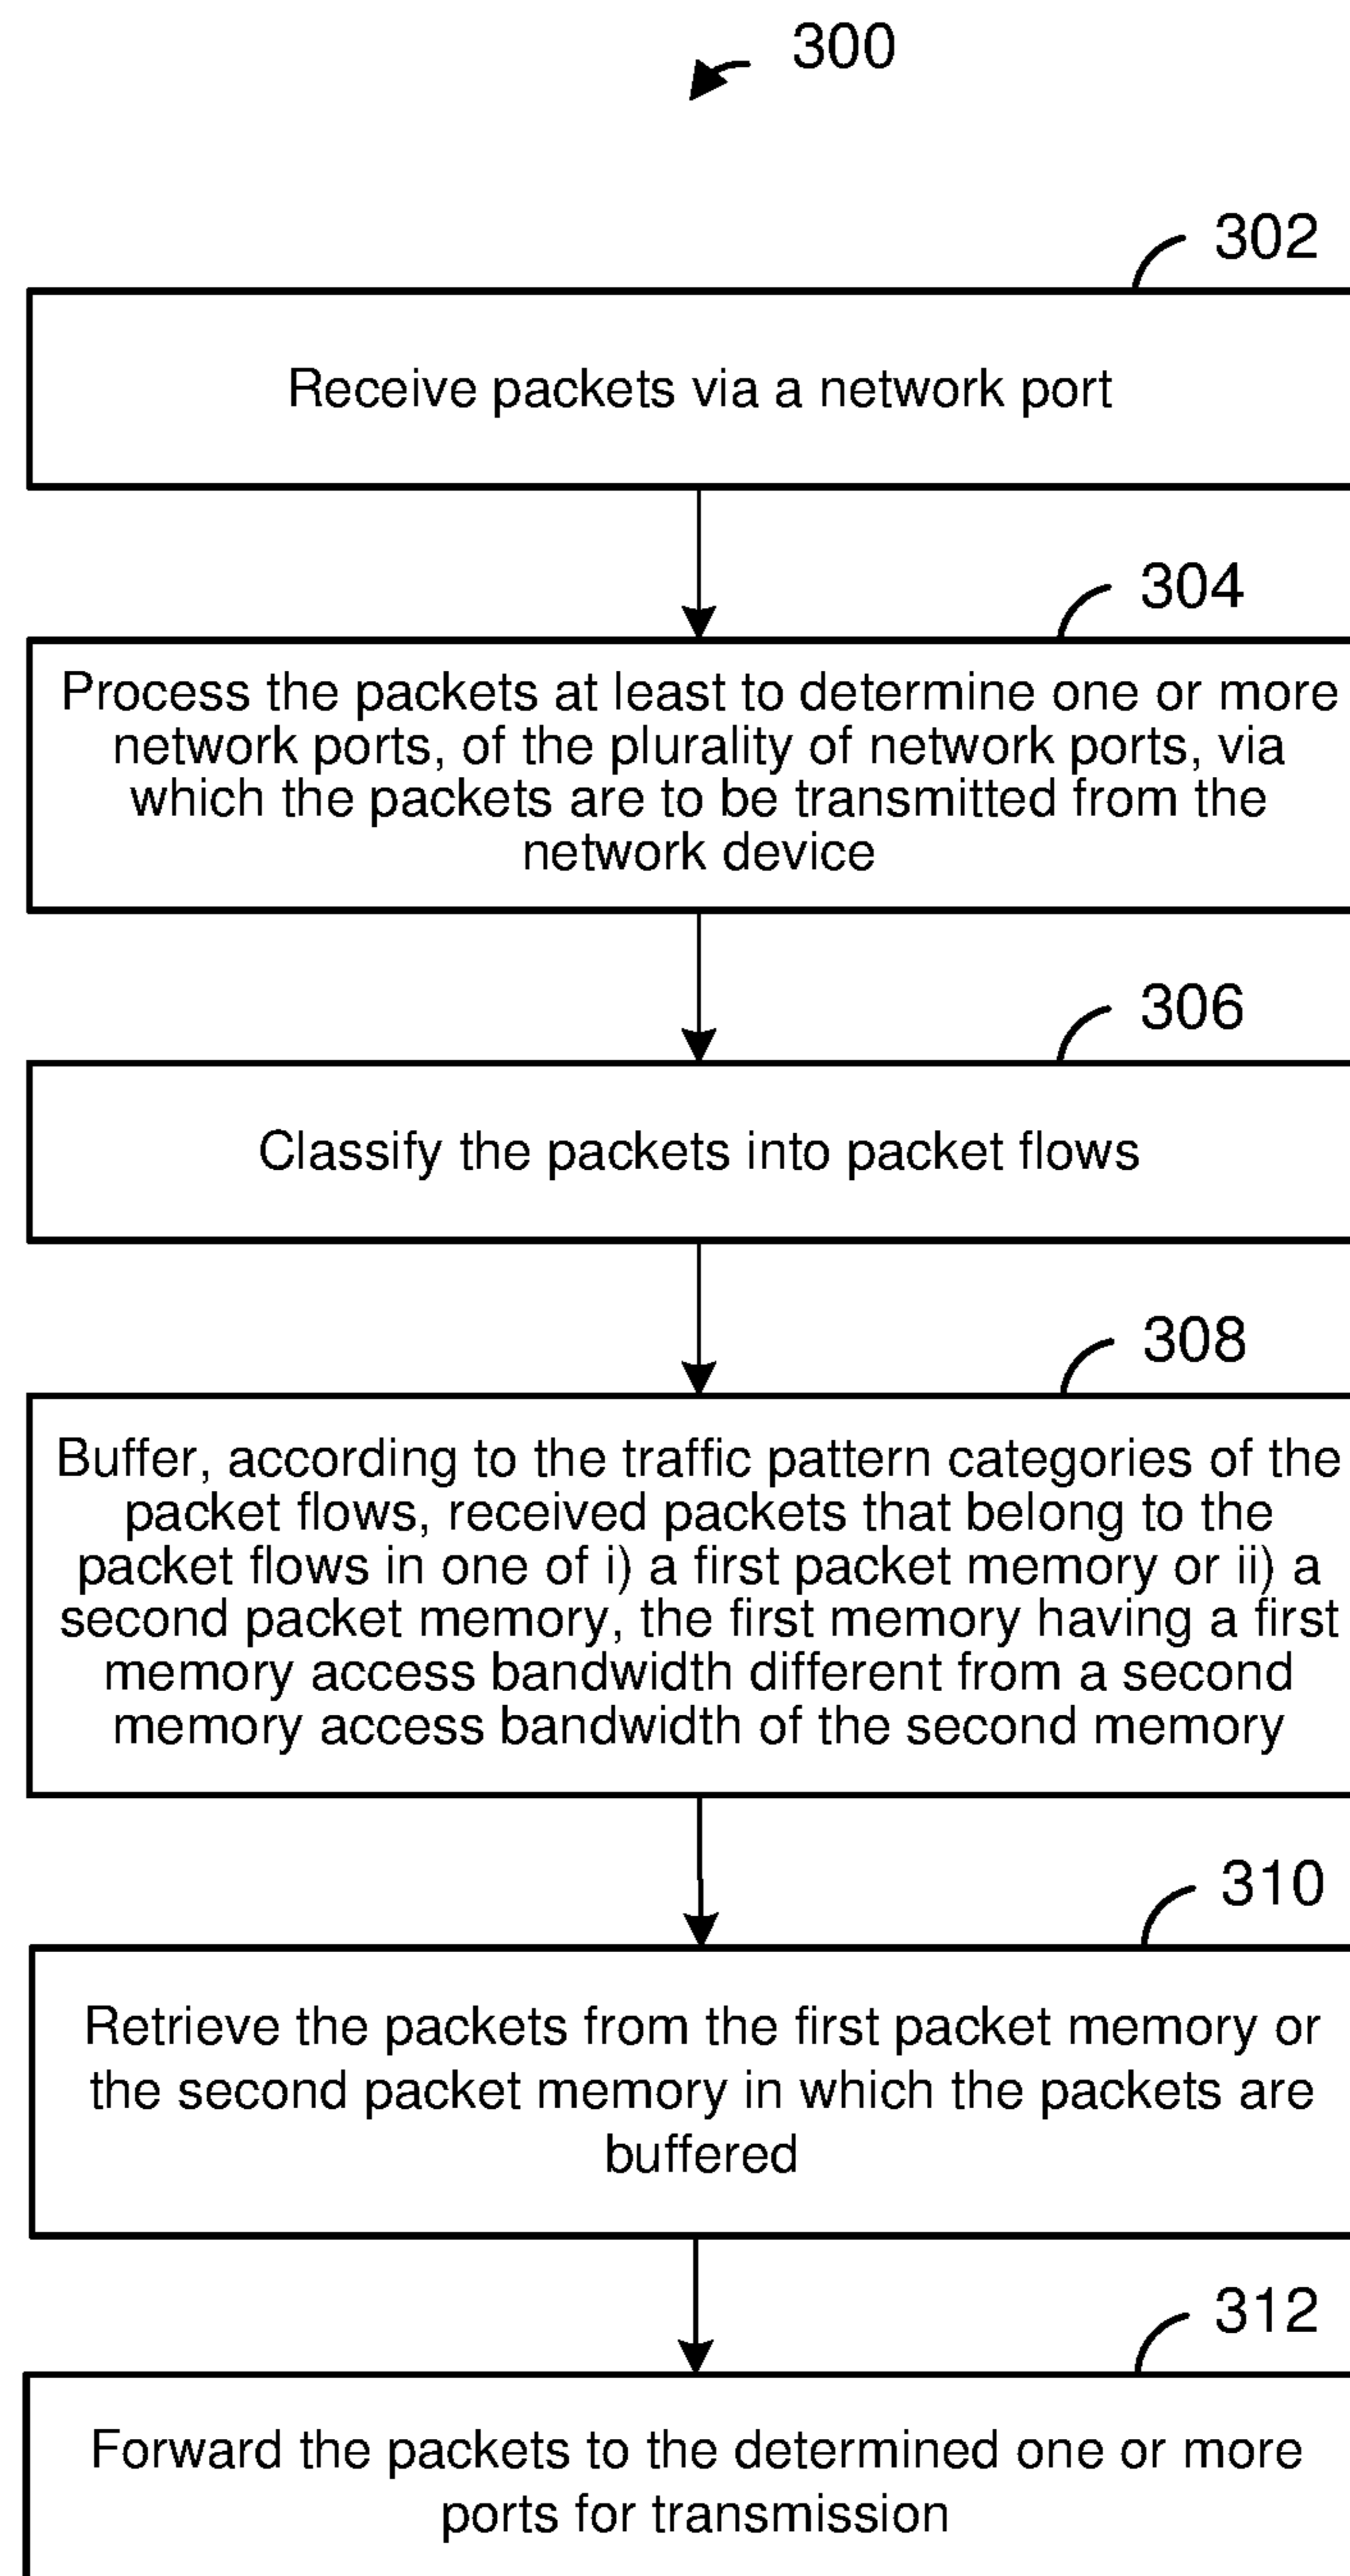 300
302
Receive packets via a network port
304
Process the packets at least to determine one or more
network ports, of the plurality of network ports, via
which the packets are to be transmitted from the
network device
306
Classify the packets into packet flows
308
Buffer, according to the traffic pattern categories of the
packet flows, received packets that belong to the
packet flows in one of i) a first packet memory or ii) a
second packet memory, the first memory having a first
memory access bandwidth different from a second
memory access bandwidth of the second memory
310
Retrieve the packets from the first packet memory or
the second packet memory in which the packets are
buffered
312
Forward the packets to the determined one or more
ports for transmission